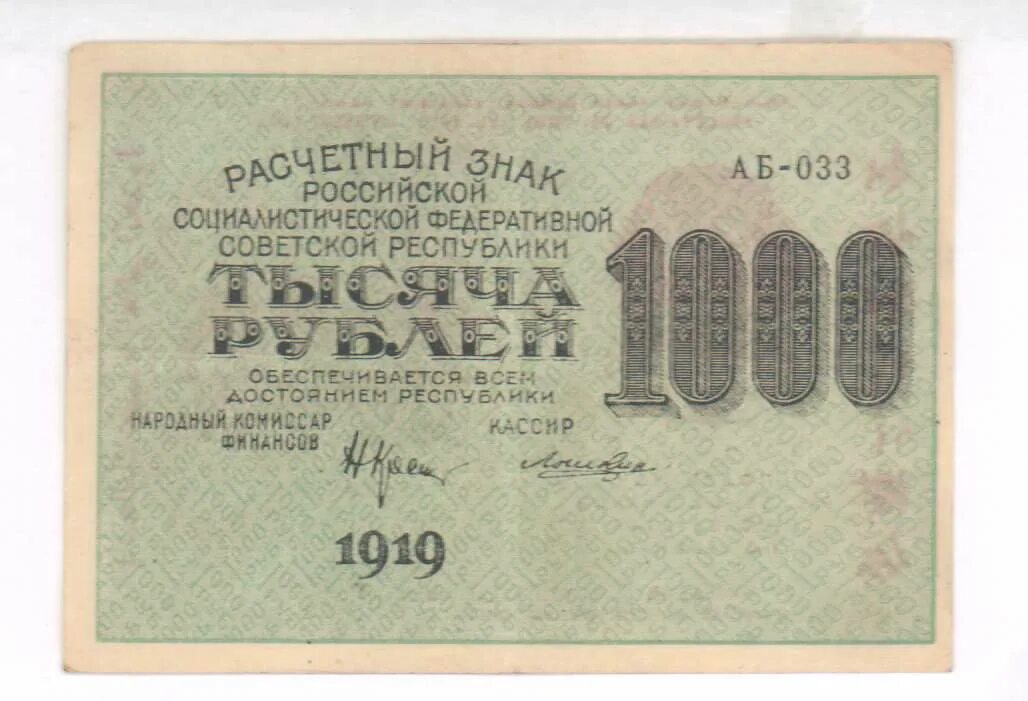 РАСЧЕТНЫЙ ЗНАК
РОССИЙСКОЙ
СОЦИАЛИСТИЧЕСКОЙ ФЕДЕРАТИВНОЙ
СОВЕТСКОЙ РЕСПУБЛИКИ
ТЫСЯЧА
РУБЛЕЙ
ОБЕСПЕЧИВАЕТСЯ ВСЕМ
ДОСТОЯНИЕМ РЕСПУБЛИКИ
НАРОДНЫЙ КОМИССАР
ФИНАНСОВ
КАССИР
1919
АБ-033
1000